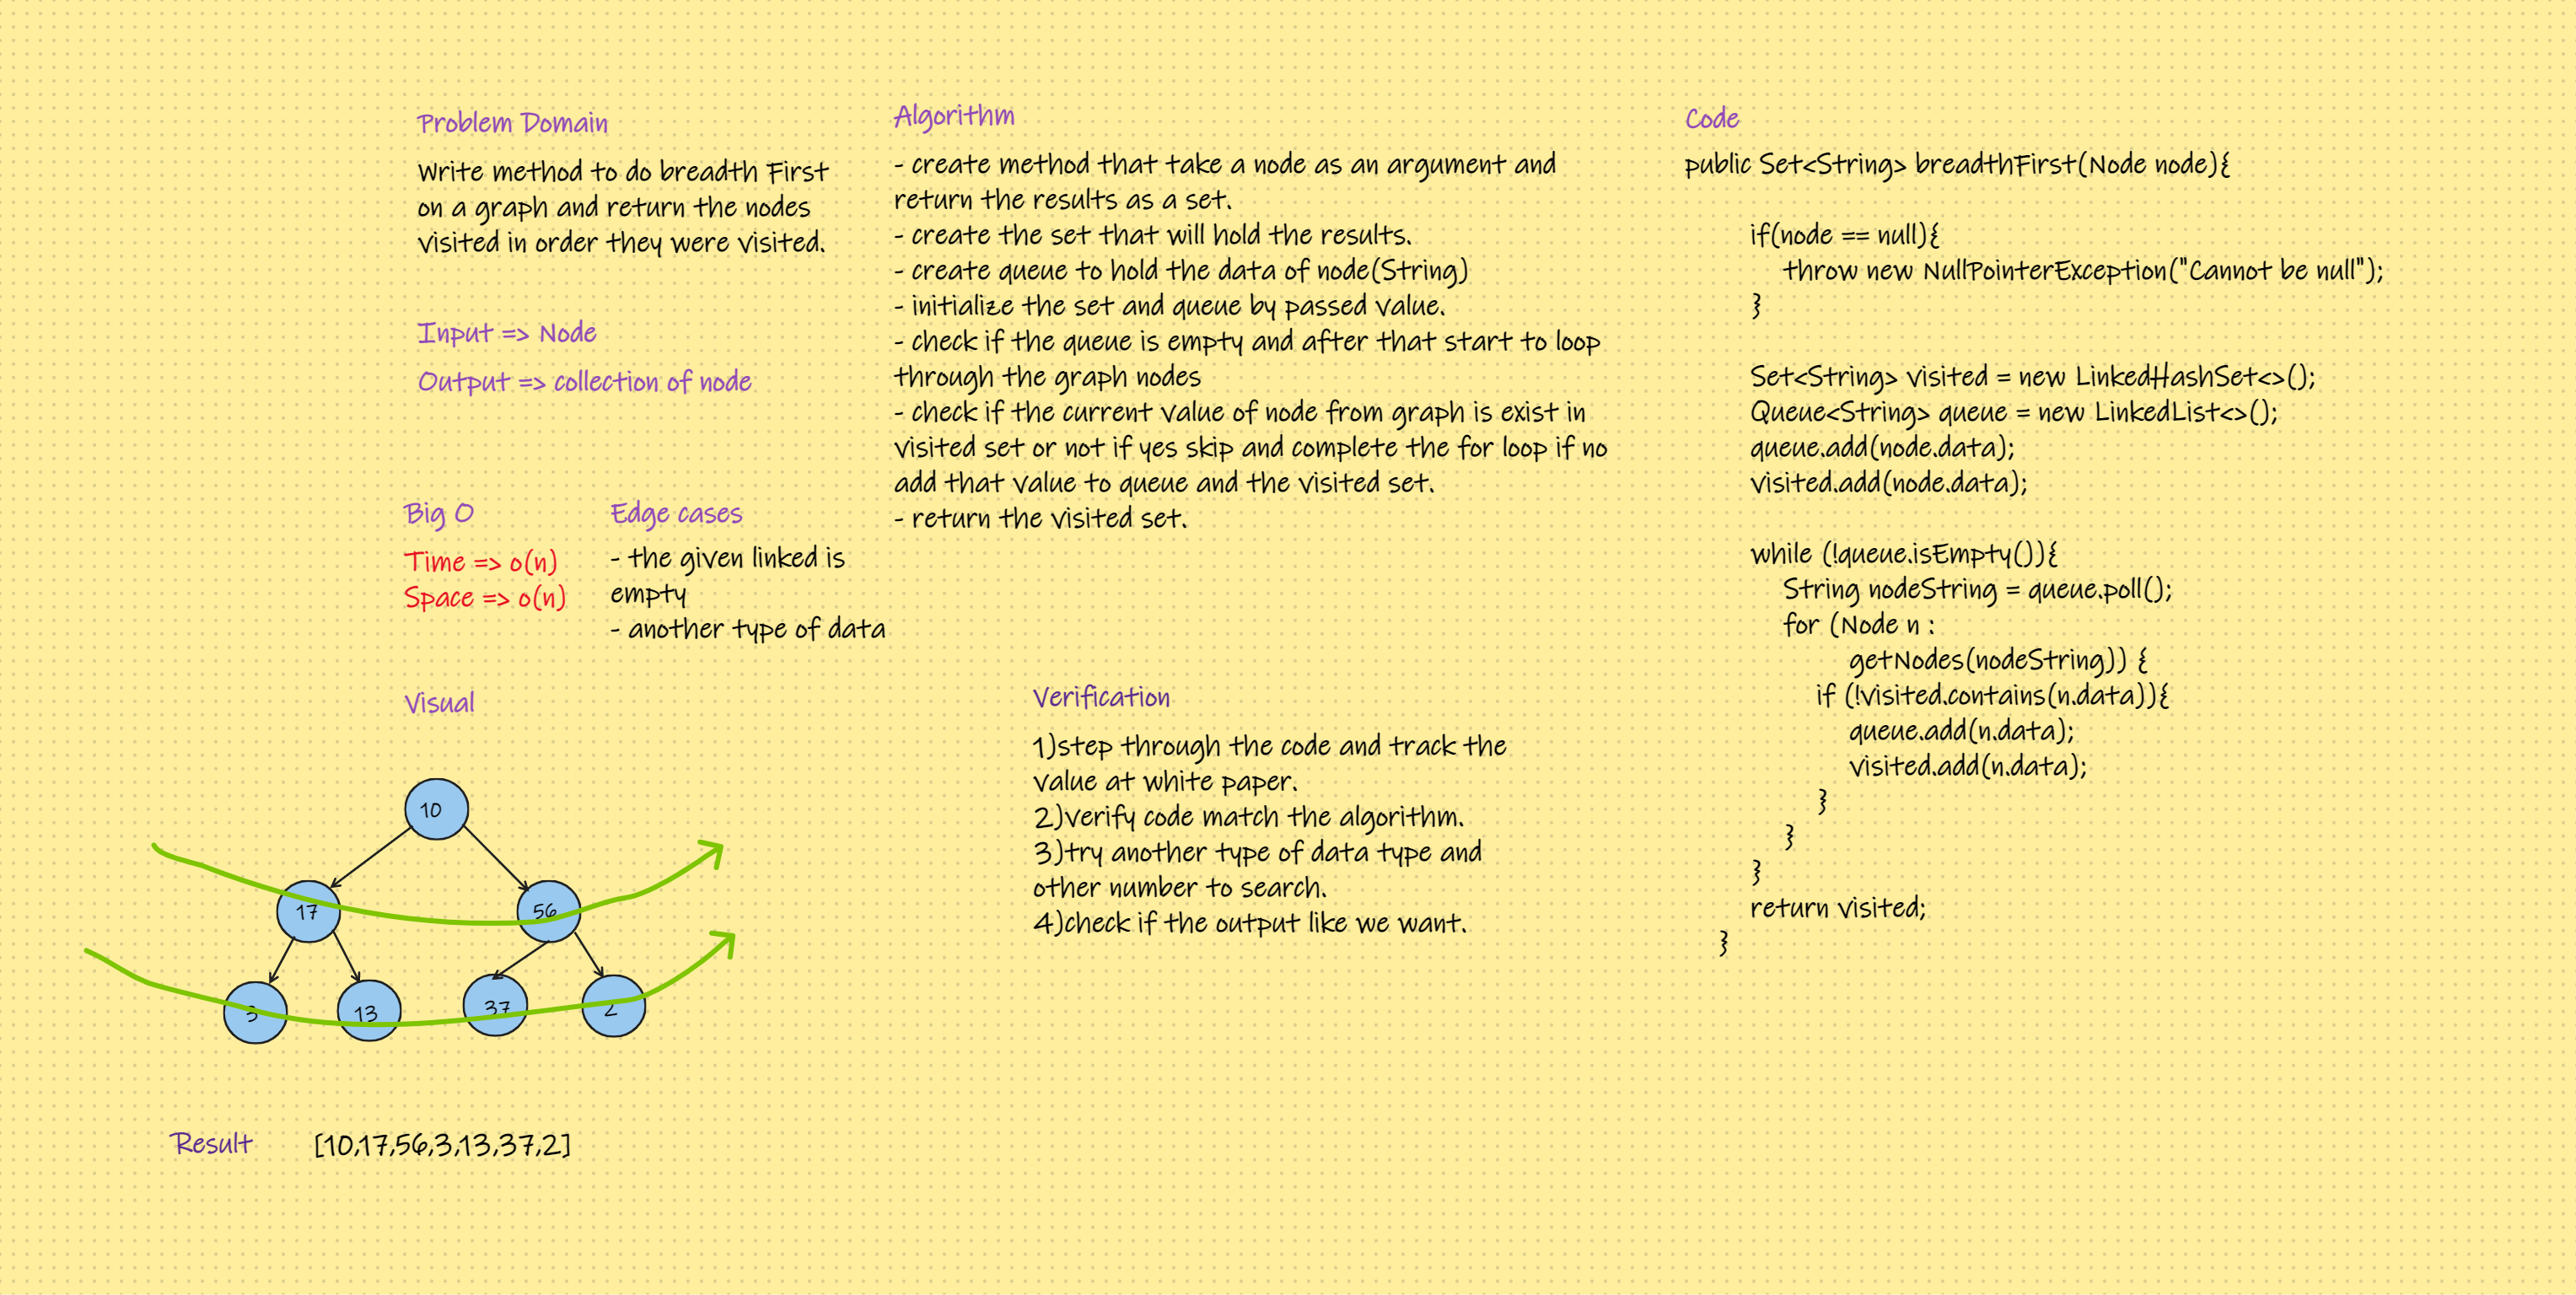 Problem Domain
Write method to do breadth First
on a graph and return the nodes
visited in order they were visited.
Input => Node
Output => collection of node
Big O
Time => o(n)
Space => o(n)
Edge cases
- the given linked is
empty
- another type of data
Visual
10
17
56
3
13
37
2
Result
[10,17,56,3,13,37,2]
Algorithm
- create method that take a node as an argument and
return the results as a set.
- create the set that will hold the results.
- create queue to hold the data of node(String)
- initialize the set and queue by passed value.
- check if the queue is empty and after that start to loop
through the graph nodes
- check if the current value of node from graph is exist in
visited set or not if yes skip and complete the for loop if no
add that value to queue and the visited set.
- return the visited set.
Verification
1)step through the code and track the
value at white paper.
2)verify code match the algorithm.
3)try another type of data type and
other number to search.
4)check if the output like we want.
Code
public Set<String> breadthFirst(Node node){
if(node == null){
throw new NullPointerException("Cannot be null");
}
Set<String> visited = new LinkedHashSet<>();
Queue<String> queue = new LinkedList<>();
queue.add(node.data);
visited.add(node.data);
while (!queue.isEmpty()){
String nodeString = queue.poll();
for (Node n :
getNodes(nodeString)) {
if (!visited.contains(n.data)){
queue.add(n.data);
visited.add(n.data);
}
}
}
return visited;
}